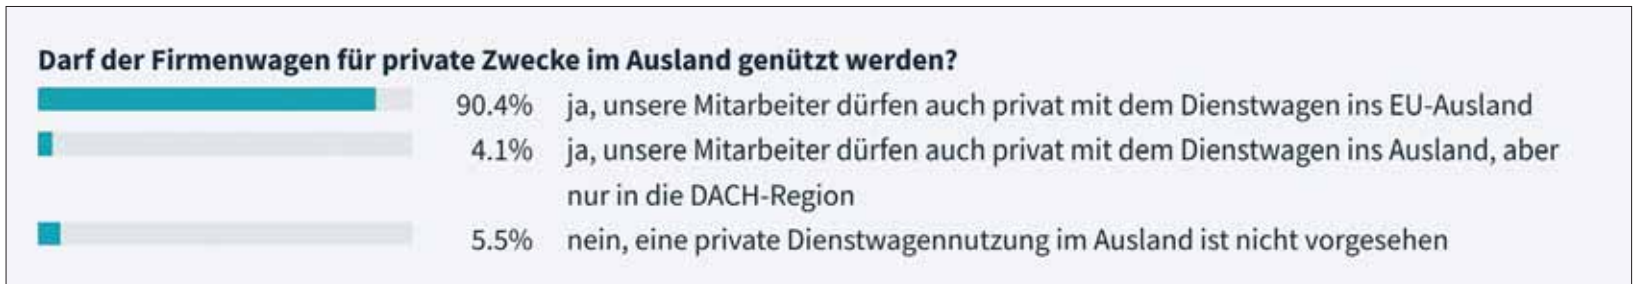 Darf der Firmenwagen für private Zwecke im Ausland genützt werden?
90.4% ja, unsere Mitarbeiter dürfen auch privat mit dem Dienstwagen ins EU-Ausland
4.1% ja, unsere Mitarbeiter dürfen auch privat mit dem Dienstwagen ins Ausland, aber
nur in die DACH-Region
5.5% nein, eine private Dienstwagennutzung im Ausland ist nicht vorgesehen